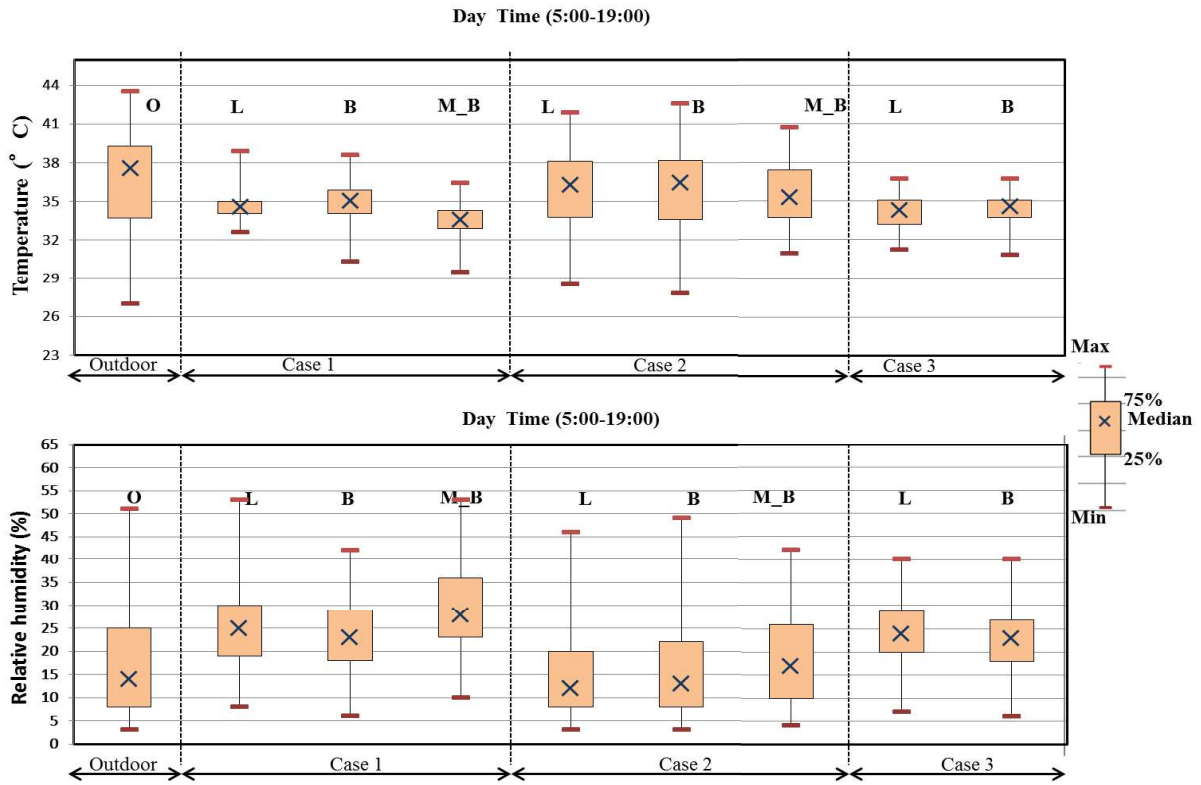 Day Time (5:00-19:00)
Temperature (° C)
44
41
38
35
32
29
26
23
O L B M_B L B M_B L B
Outdoor Case 1 Case 2 Case 3
Max
75%
Median
25%
Min
Day Time (5:00-19:00)
Relative humidity (%)
65
60
55
50
45
40
35
30
25
20
15
10
5
0
O L B M_B L B M_B L B
Outdoor Case 1 Case 2 Case 3